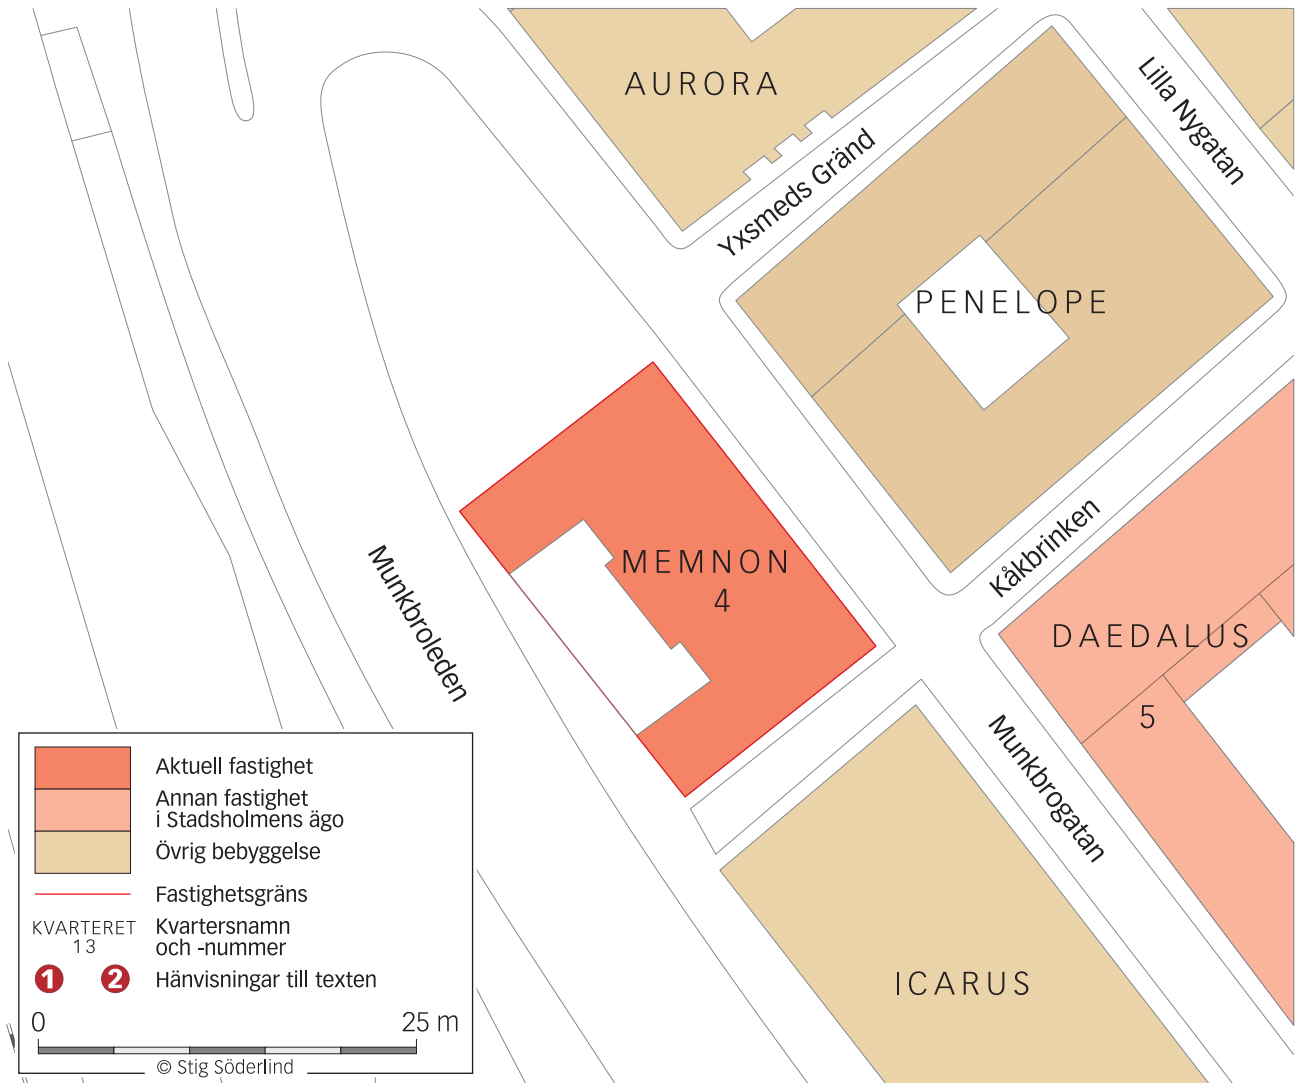 AURORA
Lilla Nygatan
Yxsmeds Gränd
PENELOPE
Kåkbrinken
MEMNON
4
Munkbroleden
DAEDALUS
5
Munkbrogatan
ICARUS
Aktuell fastighet
Annan fastighet
i Stadsholmens ägo
Övrig bebyggelse
Fastighetsgräns
KVARTERET
13
Kvartersnamn
och -nummer
1 2 Hänvisningar till texten
0 25 m
© Stig Söderlind